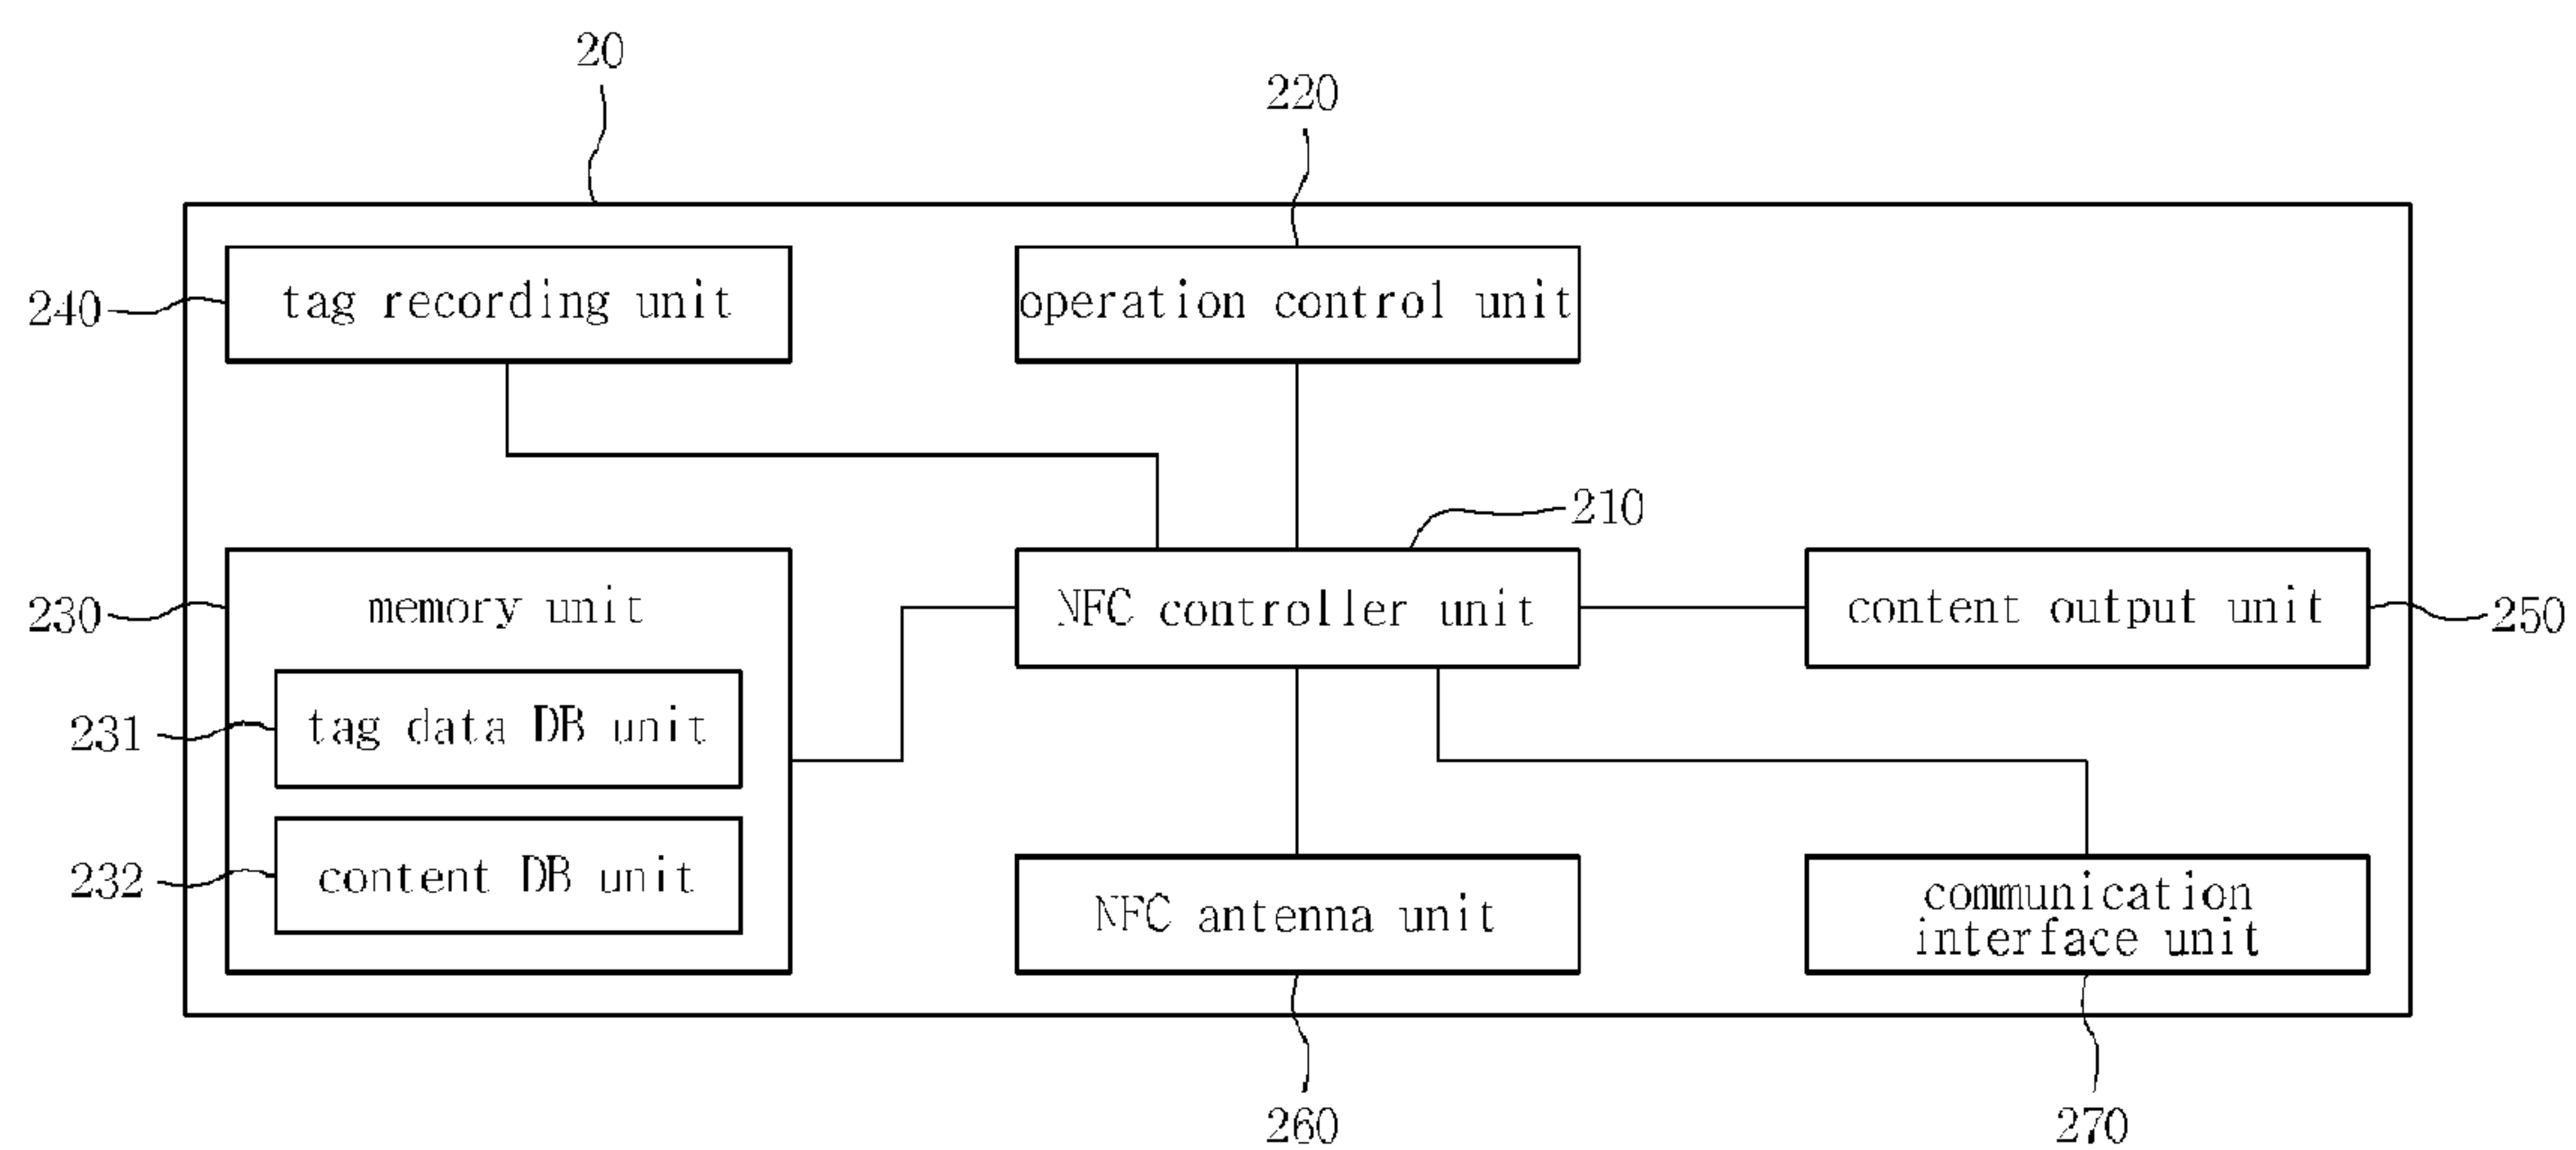 20
220
240
tag recording unit
operation control unit
210
230
memory unit
NFC controller unit
content output unit
250
231
tag data DB unit
232
content DB unit
NFC antenna unit
communication
interface unit
260
270